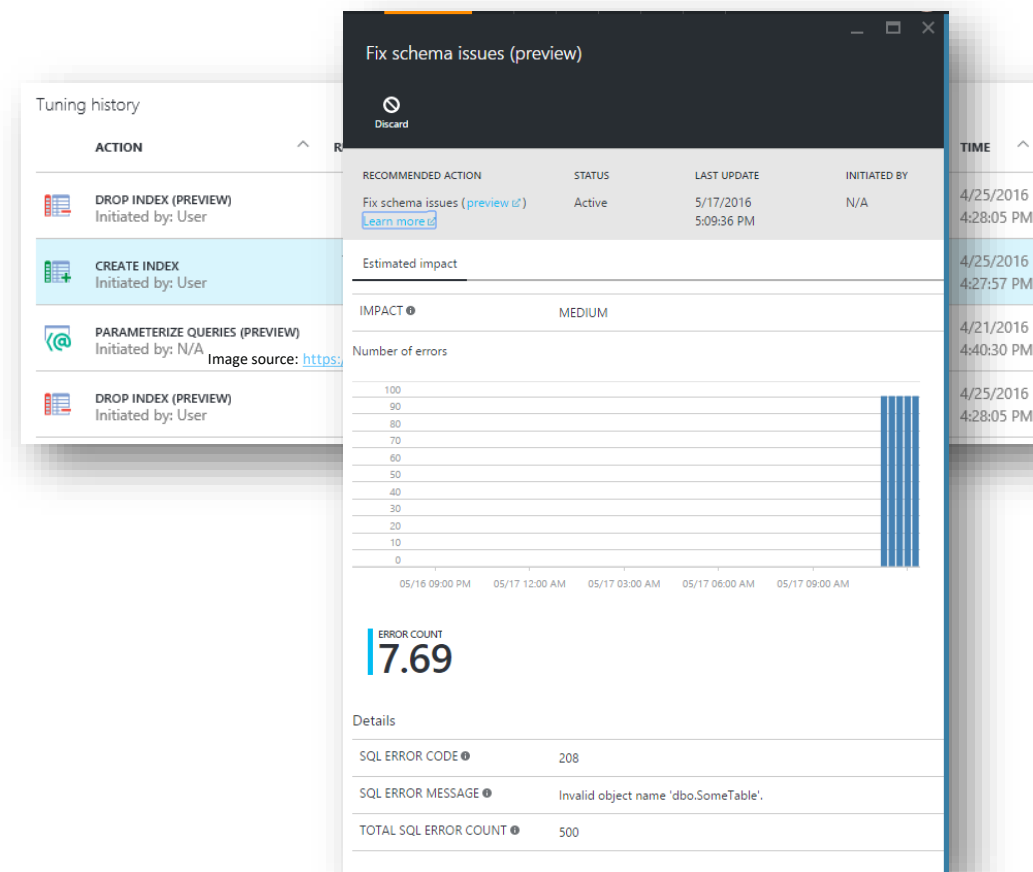 Fix schema issues (preview)
Discard
Tuning history
ACTION
R
TIME
DROP INDEX (PREVIEW)
Initiated by: User
4/25/2016
4:28:05 PM
CREATE INDEX
Initiated by: User
4/25/2016
4:27:57 PM
PARAMETERIZE QUERIES (PREVIEW)
Initiated by: N/A
4/21/2016
4:40:30 PM
Image source: https:/
DROP INDEX (PREVIEW)
Initiated by: User
4/25/2016
4:28:05 PM
RECOMMENDED ACTION STATUS LAST UPDATE INITIATED BY
Fix schema issues (preview) Active 5/17/2016 N/A
Learn more 5:09:36 PM
Estimated impact
IMPACT MEDIUM
Number of errors
100
90
80
70
60
50
40
30
20
10
0
05/16 09:00 PM 05/17 12:00 AM 05/17 03:00 AM 05/17 06:00 AM 05/17 09:00 AM
ERROR COUNT
7.69
Details
SQL ERROR CODE 208
SQL ERROR MESSAGE Invalid object name 'dbo.SomeTable'.
TOTAL SQL ERROR COUNT 500